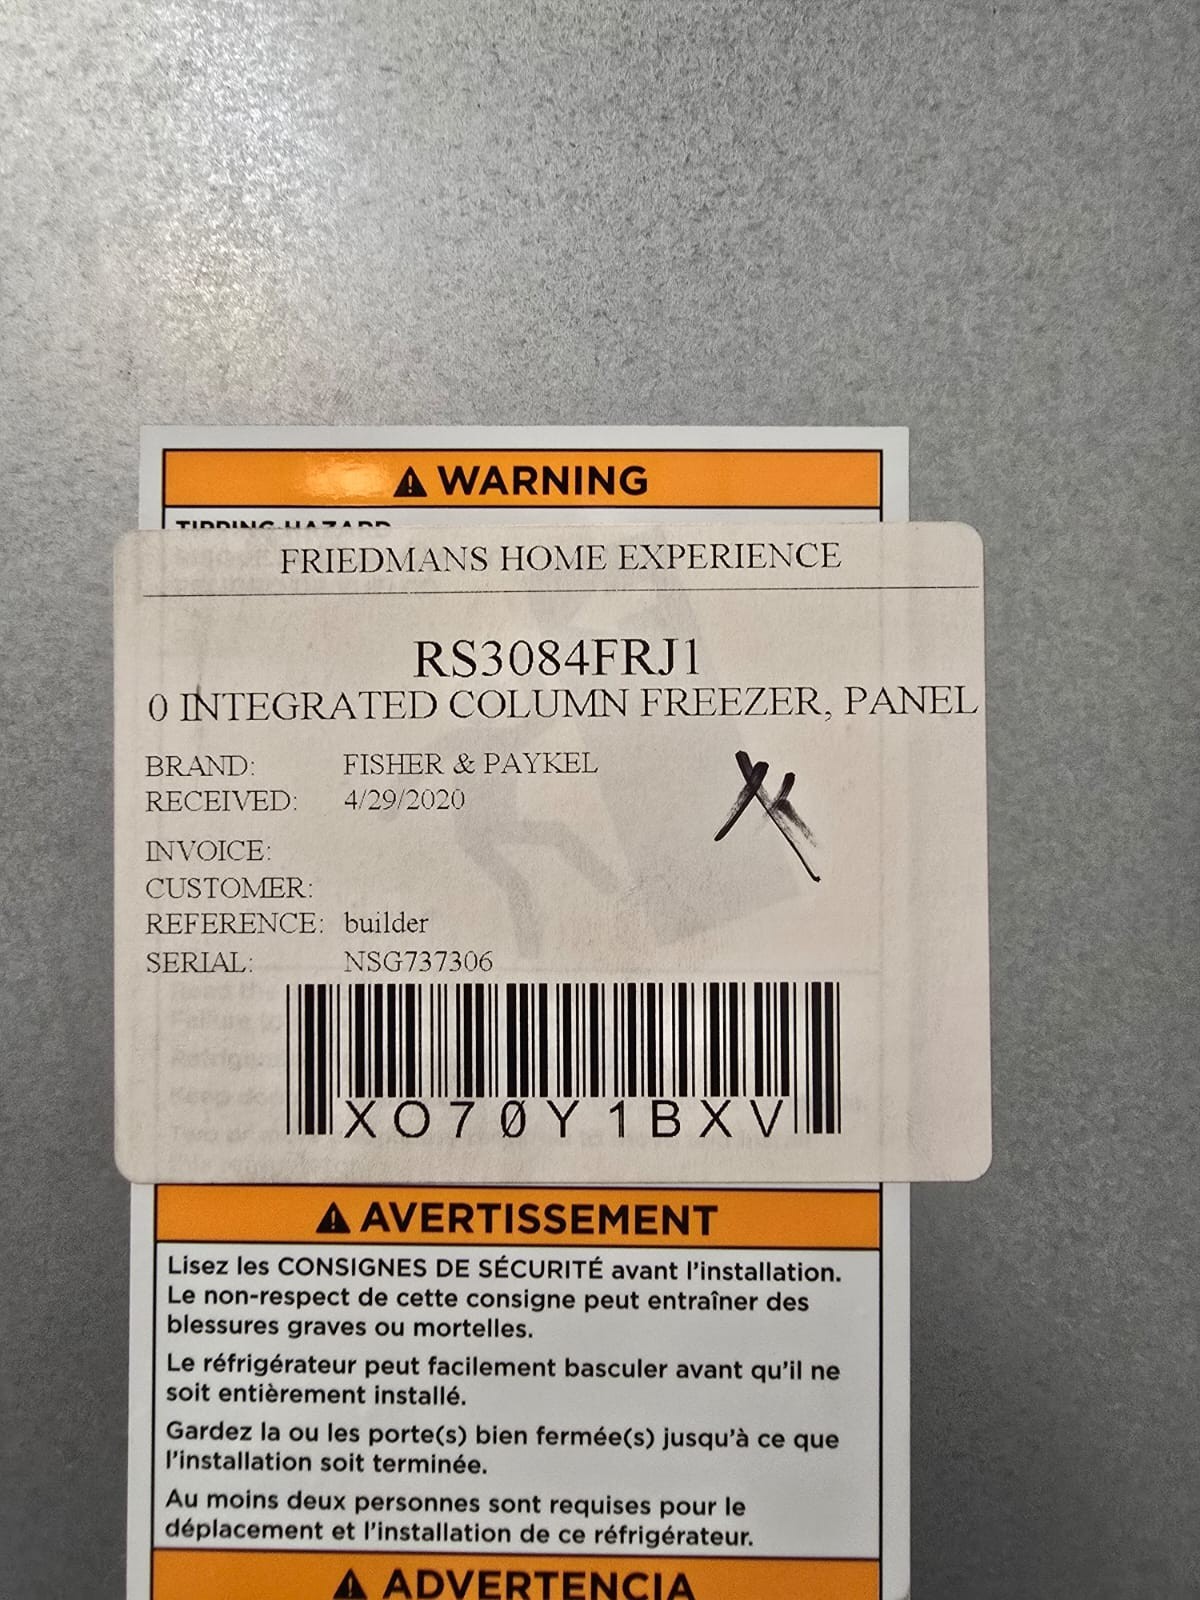 WARNING
TIPPING HAZARD
FRIEDMANS HOME EXPERIENCE
RS3084FRJ1
0 INTEGRATED COLUMN FREEZER, PANEL
BRAND: FISHER & PAYKEL
RECEIVED: 4/29/2020
INVOICE:
CUSTOMER:
REFERENCE: builder
SERIAL: NSG737306
XO70Y1BXV
AVERTISSEMENT
Lisez les CONSIGNES DE SÉCURITÉ avant l'installation.
Le non-respect de cette consigne peut entraîner des
blessures graves ou mortelles.
Le réfrigérateur peut facilement basculer avant qu'il ne
soit entièrement installé.
Gardez la ou les porte(s) bien fermée(s) jusqu'à ce que
l'installation soit terminée.
Au moins deux personnes sont requises pour le
déplacement et l'installation de ce réfrigérateur.
ADVERTENCIA